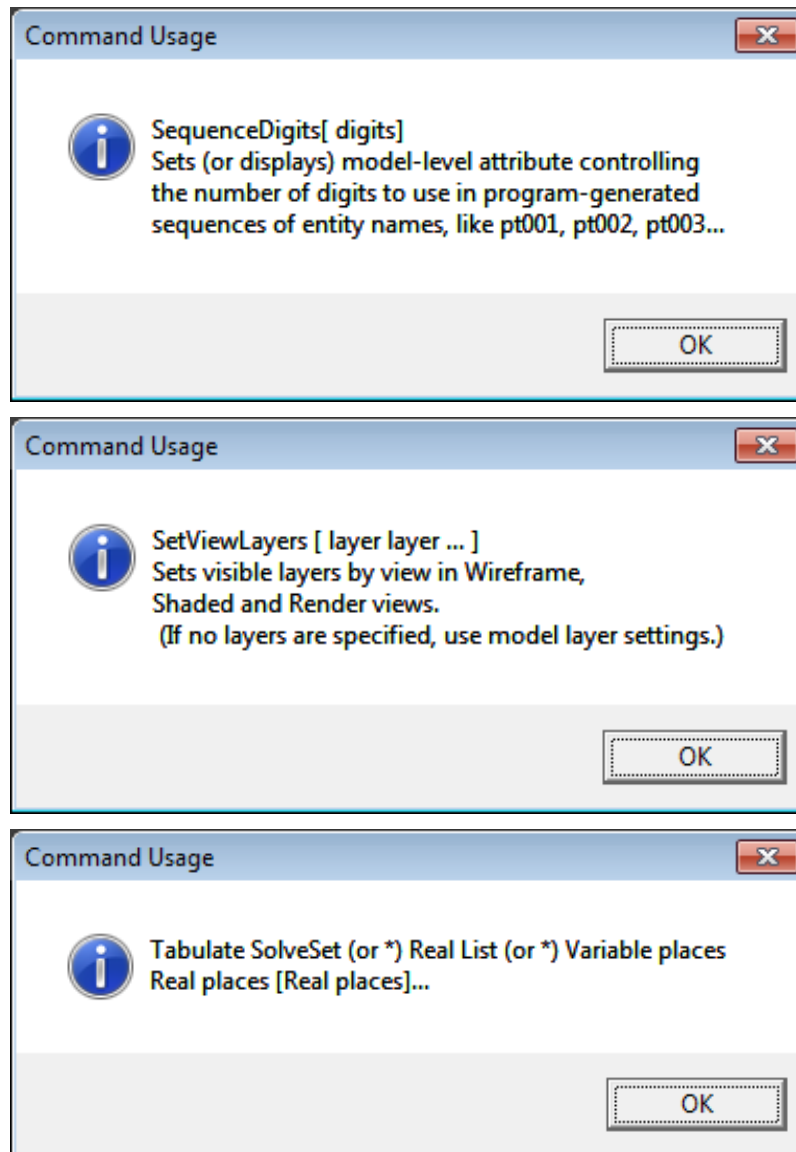 Command Usage
SequenceDigits[ digits]
Sets (or displays) model-level attribute controlling
the number of digits to use in program-generated
sequences of entity names, like pt001, pt002, pt003...
OK
Command Usage
SetViewLayers [ layer layer ... ]
Sets visible layers by view in Wireframe,
Shaded and Render views.
(If no layers are specified, use model layer settings.)
OK
Command Usage
Tabulate SolveSet (or *) Real List (or *) Variable places
Real places [Real places]...
OK